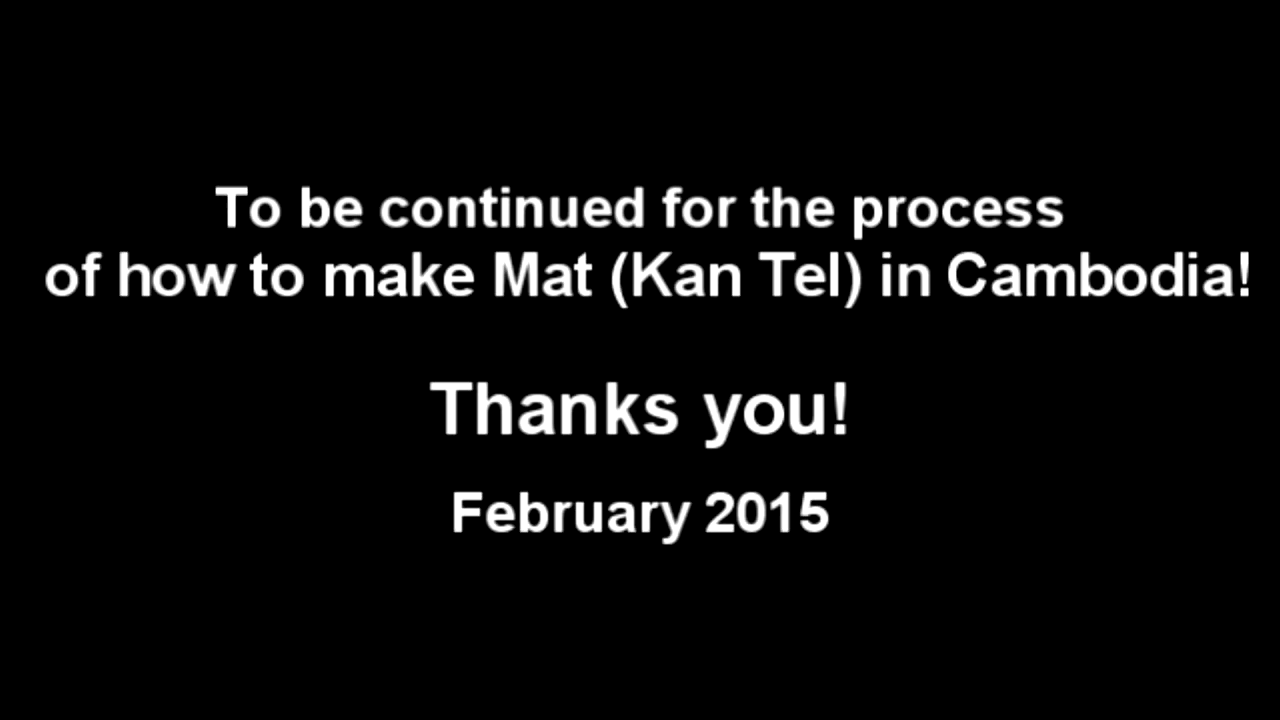 To be continued for the process
of how to make Mat (Kan Tel) in Cambodia!
Thanks you!
February 2015